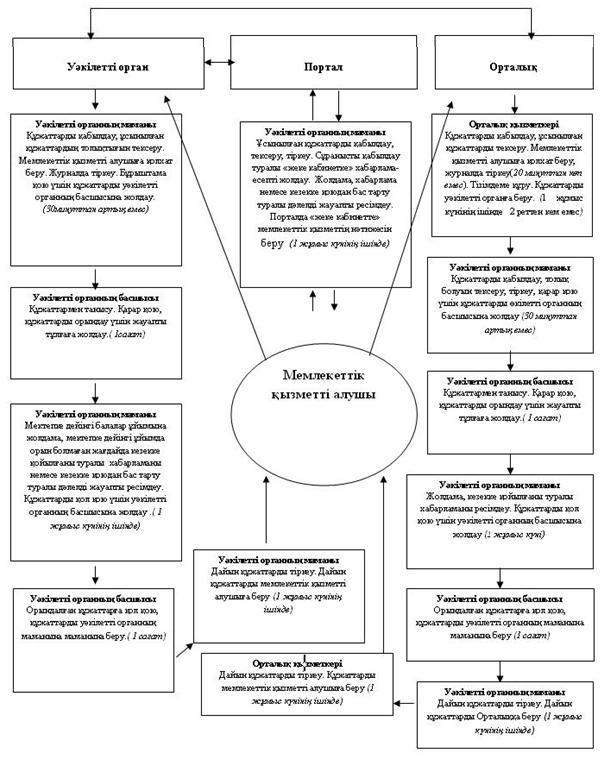 Уәкілетті орган
Портал
Орталық
Уәкілетті органның маманы
Құжаттарды қабылдау, ұсынылған
құжаттардың толықтығын тексеру.
Мемлекеттік қызметті алушыға қолхат
беру. Журналда тіркеу. Бұрыштама
қою үшін құжаттарды уәкілетті
органның басшысына жолдау.
(30минуттан артық емес)
Уәкілетті органның басшысы
Құжаттармен танысу. Қарар қою,
құжаттарды орындау үшін жауапты
тұлғаға жолдау.( 1сағат)
Уәкілетті органның маманы
Мектепке дейінгі балалар ұйымына
жолдама, мектепке дейінгі ұйымда
орын болмаған жағдайда кезекке
қойылғаны туралы хабарламаны
немесе кезекке қоюдан бас тарту
туралы дәлелді жауапты ресімдеу.
Құжаттарды қол қою үшін уәкілетті
органның басшысына жолдау .( 1
жұмыс күнінің ішінде)
Уәкілетті органның басшысы
Орындалған құжаттарға қол қою,
құжаттарды уәкілетті органның
маманына маманына беру.( 1 сағат)
Уәкілетті органның маманы
Ұсынылған құжаттарды қабылдау,
тексеру, тіркеу. Сұранысты қабылдау
туралы «жеке кабинетке» хабарлама-
есепті жолдау. Жолдама, хабарлама
немесе кезекке қоюдан бас тарту
туралы дәлелді жауапты ресімдеу.
Порталда «жеке кабинетте»
мемлекеттік қызметтің нәтижесін
беру (1 жұмыс күнінің ішінде)
Мемлекеттік
қызметті алушы
Уәкілетті органның маманы
Дайын құжаттарды тіркеу. Дайын
құжаттарды мемлекеттік қызметті
алушыға беру (1 жұмыс күнінің
ішінде)
Орталық қызметкері
Дайын құжаттарды тіркеу. Құжаттарды
мемлекеттік қызметті алушыға беру (1
жұмыс күнінің ішінде)
Орталық қызметкері
Құжаттарды қабылдау, ұсынылған
құжаттарды тексеру. Мемлекеттік
қызметті алушыға қолхат беру,
журналда тіркеу(20 минуттан көп
емес). Тізімдеме құру. Құжаттарды
уәкілетті органға беру. (1 жұмыс
күнінің ішінде 2 реттен кем емес)
Уәкілетті органның маманы
Құжаттарды қабылдау, толық
болуын тексеру, тіркеу, қарар қою
үшін құжаттарды өкілетті органның
басшысына жолдау (30 минуттан
артық емес)
Уәкілетті органның басшысы
Құжаттармен танысу. Қарар қою,
құжаттарды орындау үшін жауапты
тұлғаға жолдау.( 1 сағат)
Уәкілетті органның маманы
Жолдама, кезекке қойылғаны туралы
хабарламаны ресімдеу. Құжаттарды қол
қою үшін уәкілетті органның басшысына
жолдау (1 жұмыс күні)
Уәкілетті органның басшысы
Орындалған құжаттарға қол қою,
құжаттарды уәкілетті органның маманына
маманына беру (1 сағат)
Уәкілетті органның маманы
Дайын құжаттарды тіркеу. Дайын
құжаттарды Орталыққа беру (1 жұмыс
күнінің ішінде)